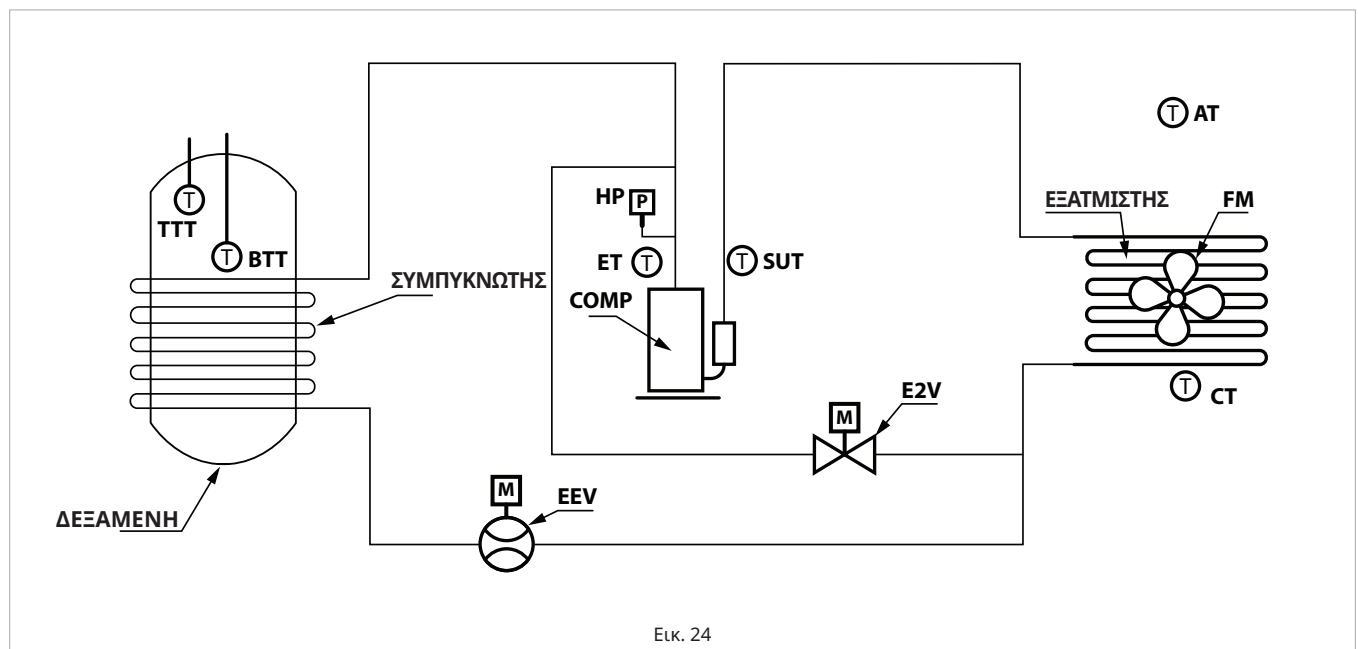 T AT
HP P
ΕΞΑΤΜΙΣΤΗΣ FM
T
TTT
T BTT
ET T
T SUT
ΣΥΜΠΥΚΝΩΤΗΣ
COMP
T CT
E2V
M
M
EEV
ΔΕΞΑΜΕΝΗ
Εικ. 24